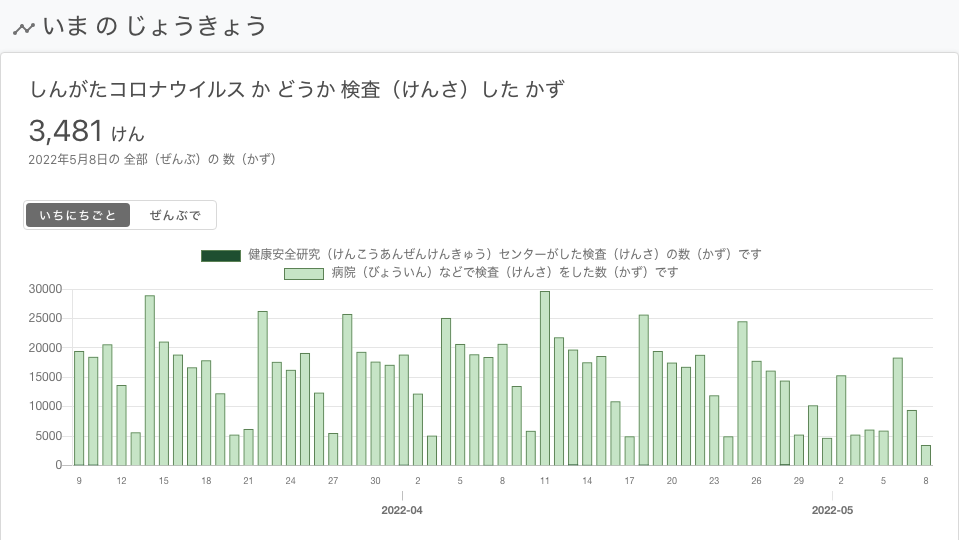 いま の じょうきょう
しんがたコロナウイルス か どうか 検査（けんさ）した かず
3,481 けん
2022年5月8日の 全部（ぜんぶ）の 数（かず）
いちにちごと ぜんぶで
健康安全研究（けんこうあんぜんけんきゅう）センターがした検査（けんさ）の数（かず）です
病院（びょういん）などで検査（けんさ）をした数（かず）です
30000
25000
20000
15000
10000
5000
0
9 12 15 18 21 24 27 30 2 5 8 11 14 17 20 23 26 29 2 5 8
2022-04 2022-05